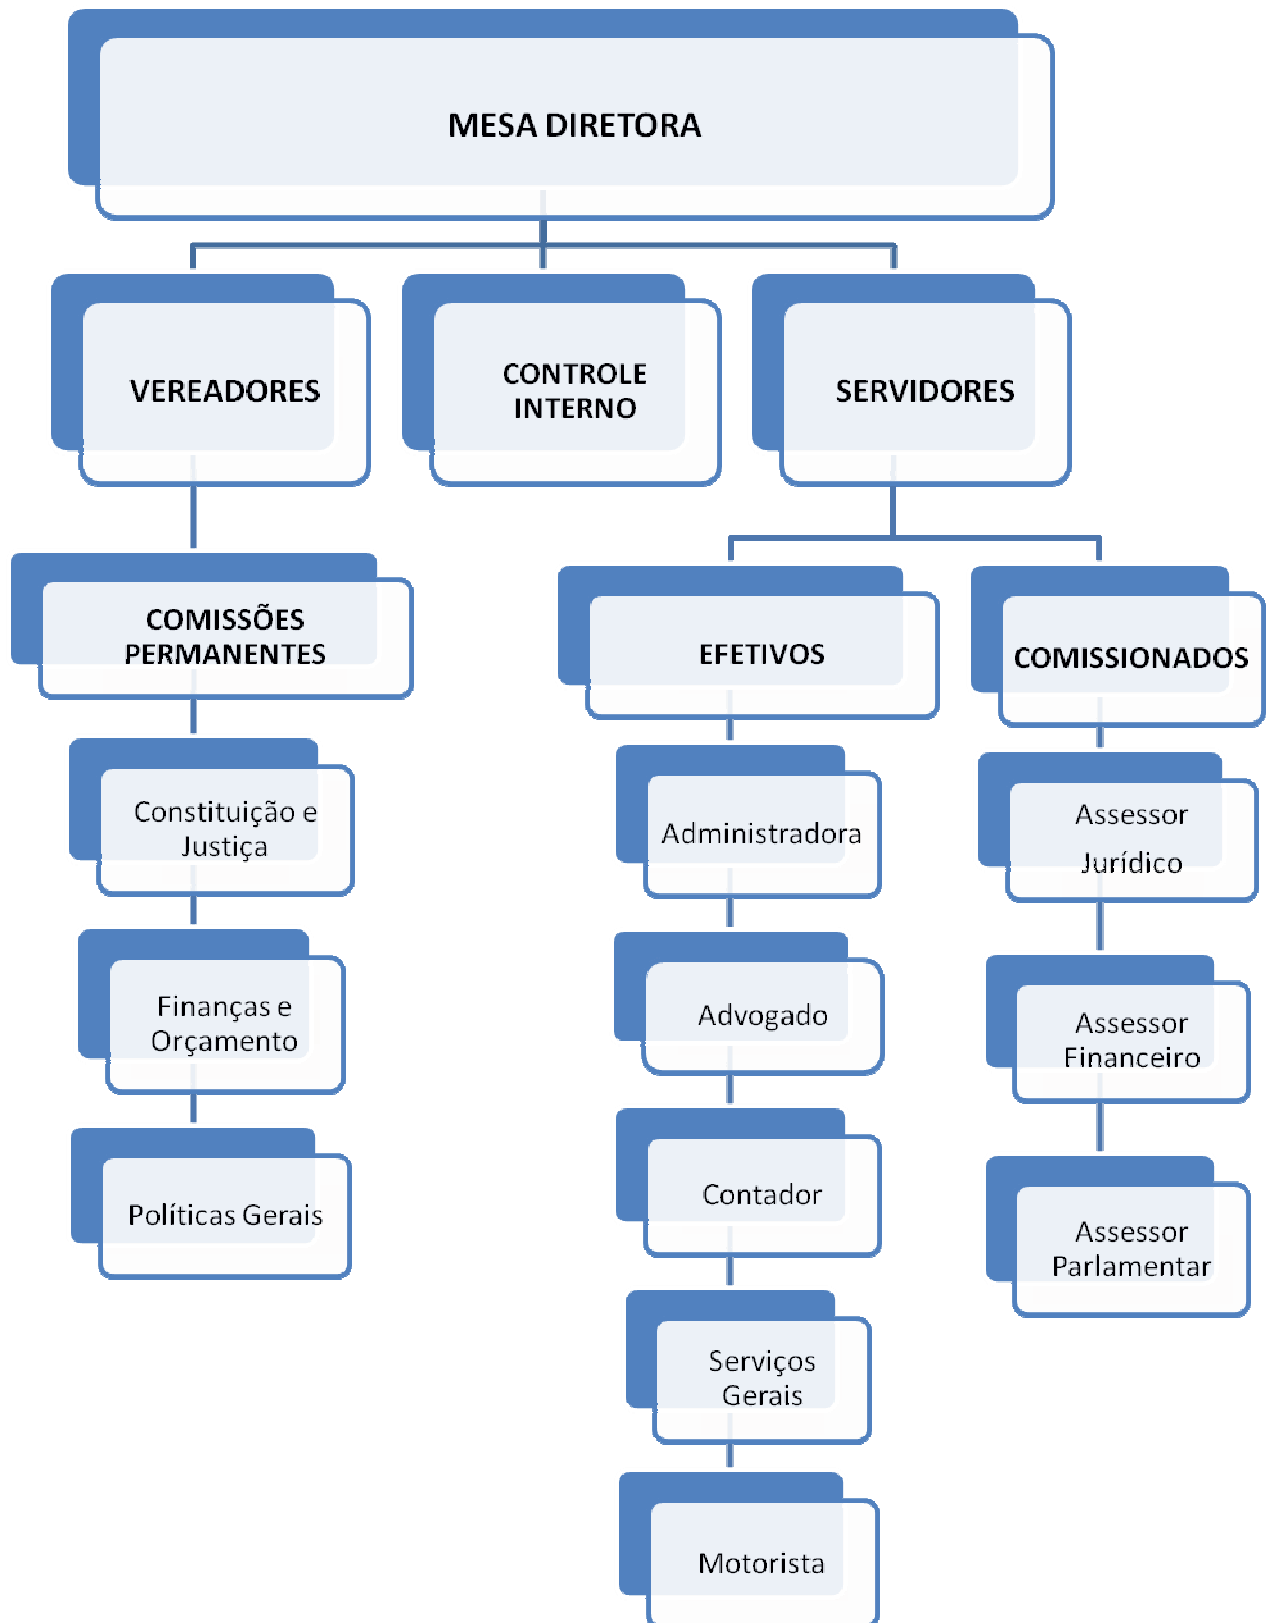 MESA DIRETORA
VEREADORES
CONTROLE
INTERNO
SERVIDORES
COMISSÕES
PERMANENTES
EFETIVOS
COMISSIONADOS
Constituição e
Justiça
Administradora
Assessor
Jurídico
Finanças e
Orçamento
Advogado
Assessor
Financeiro
Políticas Gerais
Contador
Assessor
Parlamentar
Serviços
Gerais
Motorista